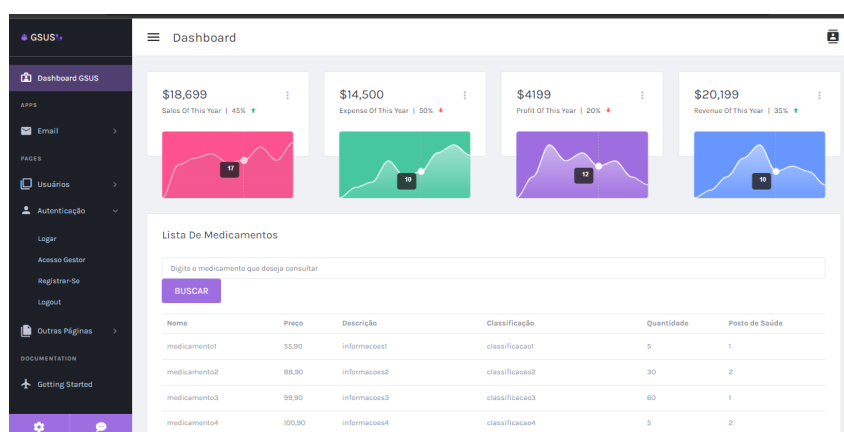 GSUS
Dashboard
Dashboard GSUS
APPS
Email
PAGES
Usuários
Autenticação
Logar
Acesso Gestor
Registrar-Se
Logout
Outras Páginas
DOCUMENTATION
Getting Started
$18,699
Sales Of This Year | 45%
17
$14,500
Expense Of This Year | 50%
10
$4199
Profit Of This Year | 20%
12
$20,199
Revenue Of This Year | 35%
10
Lista De Medicamentos
Digite o medicamento que deseja consultar
BUSCAR
Nome Preço Descrição Classificação Quantidade Posto de Saúde
medicamento1 55,90 informacoes1 classificacao1 5 1
medicamento2 88,90 informacoes2 classificacao2 30 2
medicamento3 99,90 informacoes3 classificacao3 60 1
medicamento4 100,90 informacoes4 classificacao4 5 2